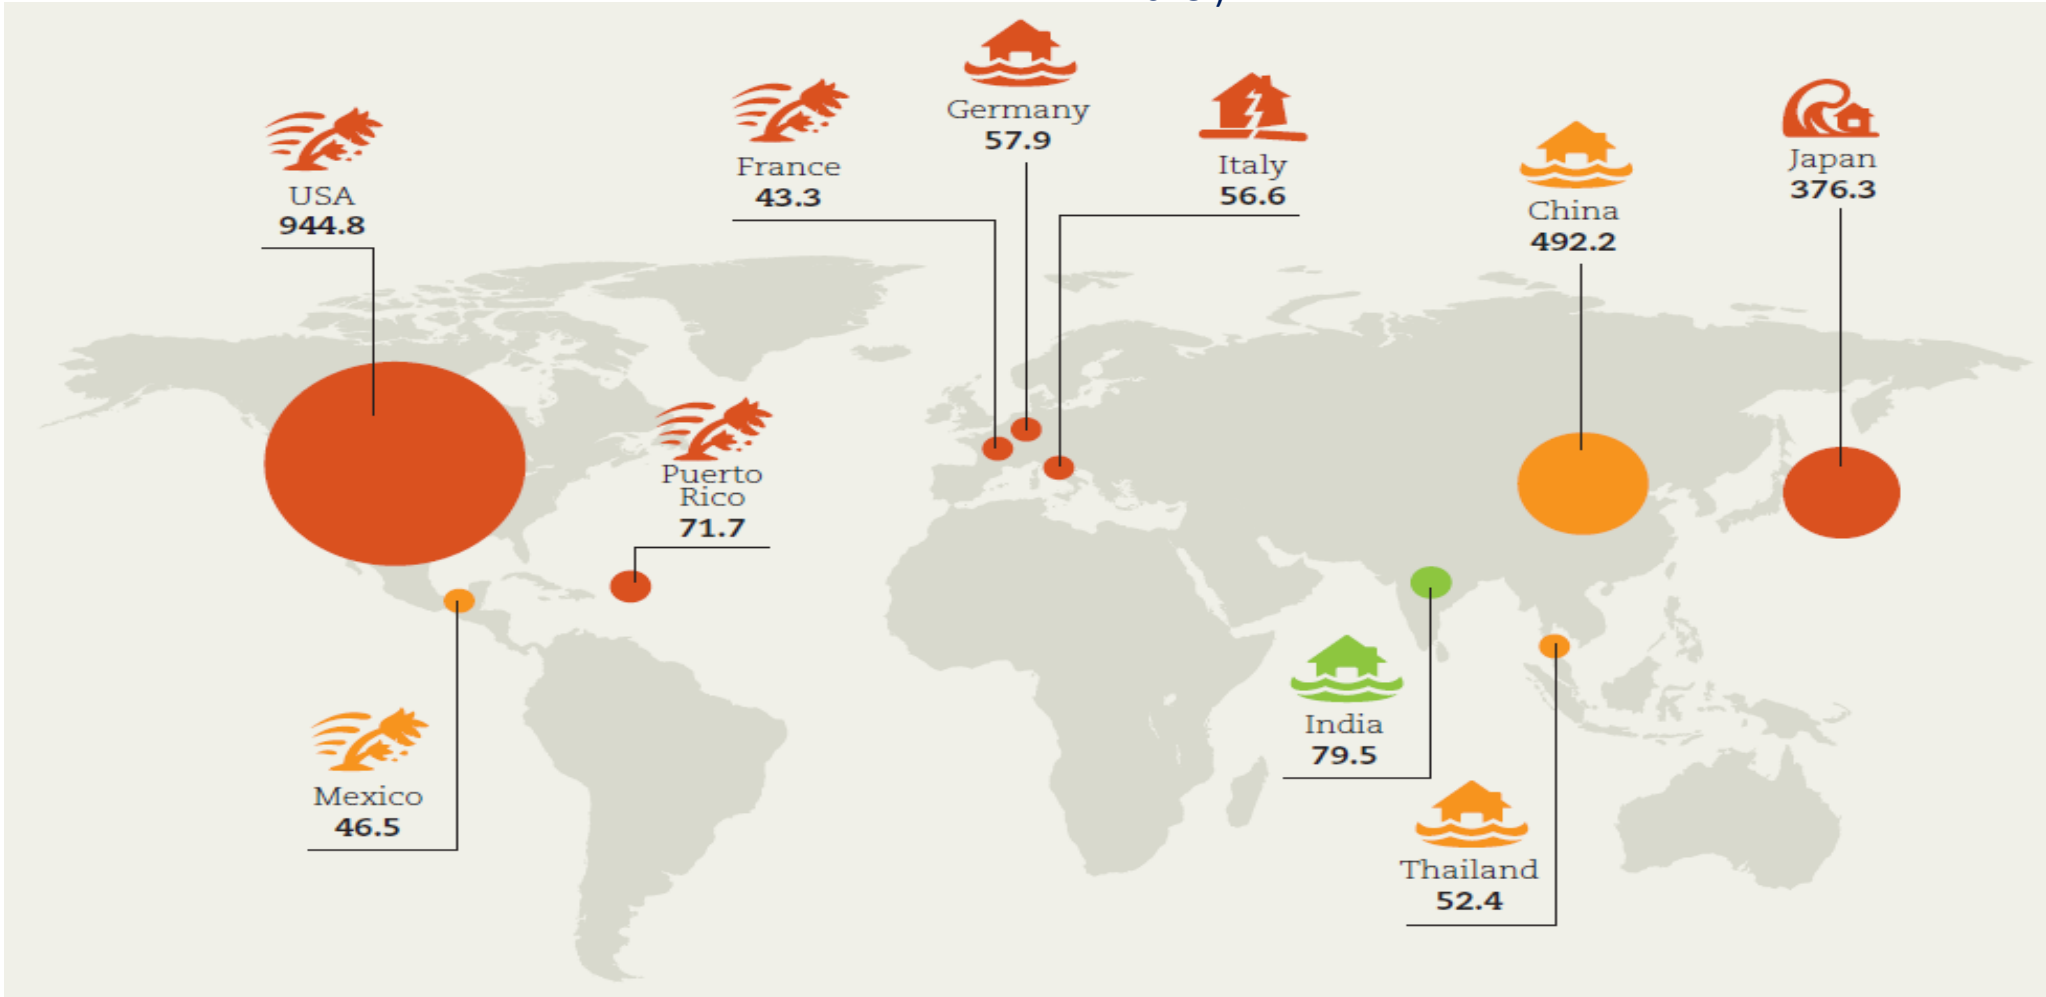 Germany
57.9
France
43.3
Italy
56.6
Japan
376.3
USA
944.8
China
492.2
Puerto
Rico
71.7
India
79.5
Mexico
46.5
Thailand
52.4